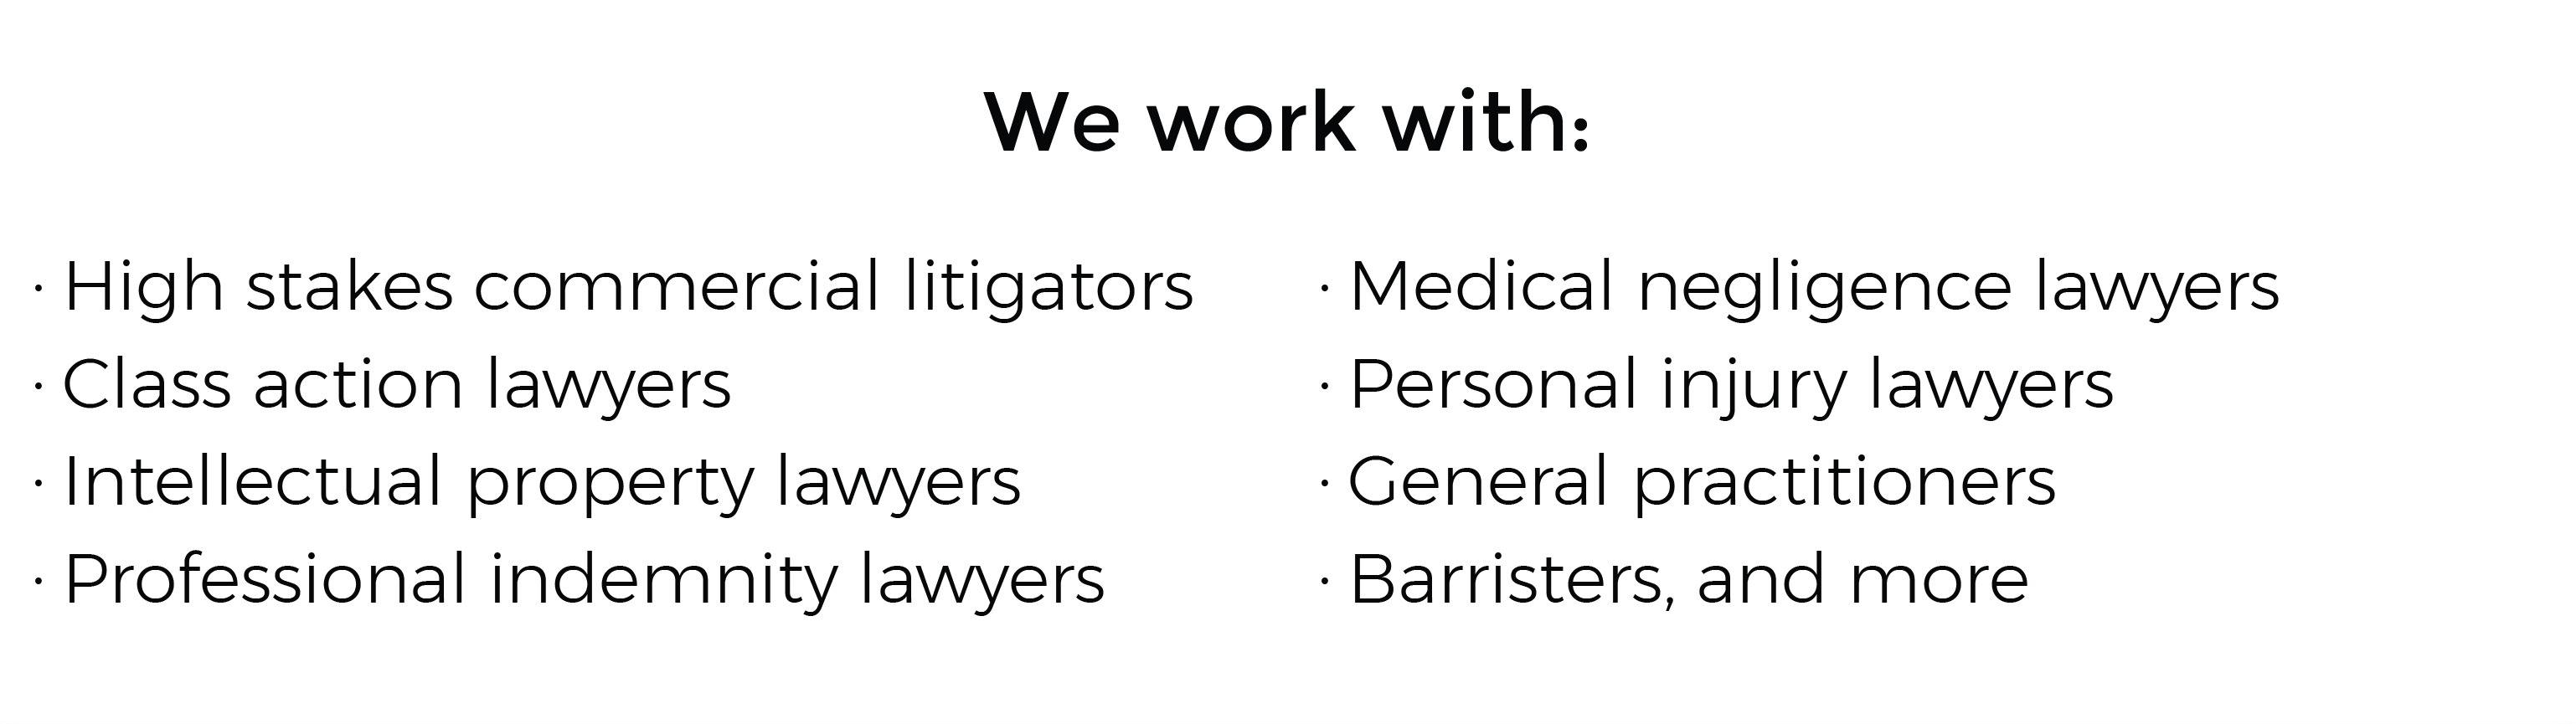 We work with:
· High stakes commercial litigators
· Class action lawyers
· Intellectual property lawyers
· Professional indemnity lawyers
· Medical negligence lawyers
· Personal injury lawyers
· General practitioners
· Barristers, and more